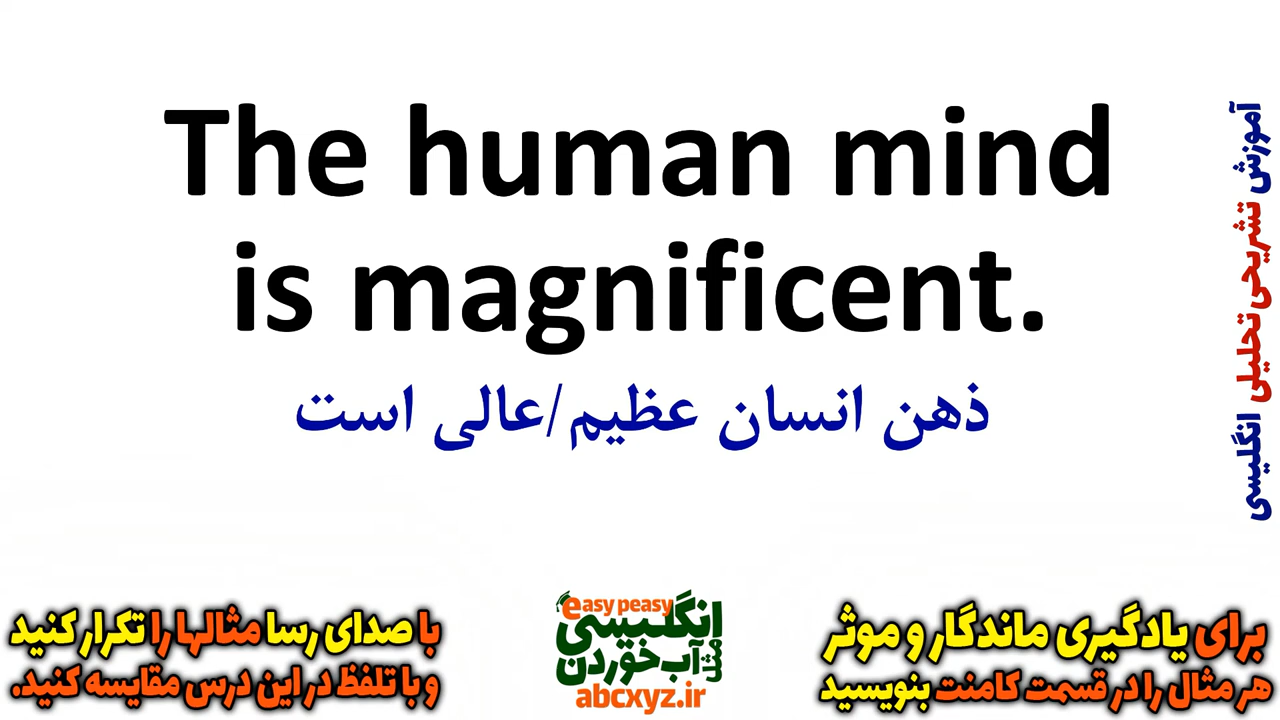 The human mind
is magnificent.
ذهن انسان عظیم/عالی است
آموزش تشریحی تحلیلی انگلیسی
برای یادگیری ماندگار و موثر
هر مثال را در قسمت کامنت بنویسید
easy peasy
انگلیسی
مثل
آب خوردن
abcxyz.ir
با صدای رسا مثالها را تکرار کنید
و با تلفظ در این درس مقایسه کنید.